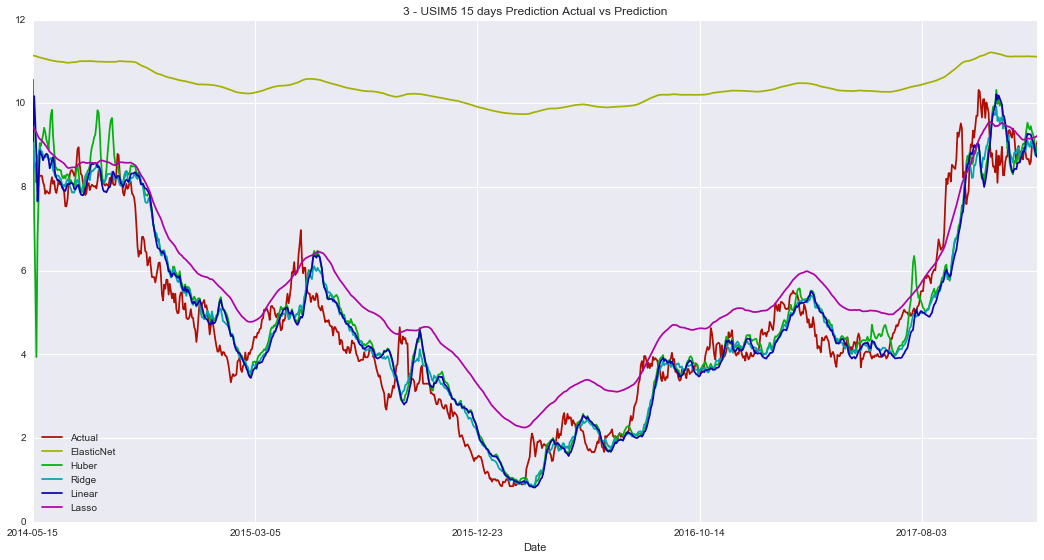 3 - USIM5 15 days Prediction Actual vs Prediction
12
10
8
6
4
2
0
Actual
ElasticNet
Huber
Ridge
Linear
Lasso
2014-05-15 2015-03-05 2015-12-23 2016-10-14 2017-08-03
Date